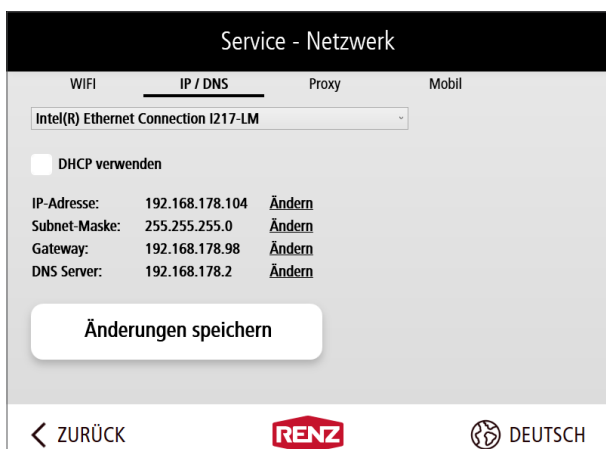 Service - Netzwerk
WIFI IP / DNS Proxy Mobil
Intel(R) Ethernet Connection I217-LM
DHCP verwenden
IP-Adresse: 192.168.178.104 Ändern
Subnet-Maske: 255.255.255.0 Ändern
Gateway: 192.168.178.98 Ändern
DNS Server: 192.168.178.2 Ändern
Änderungen speichern
ZURÜCK RENZ DEUTSCH